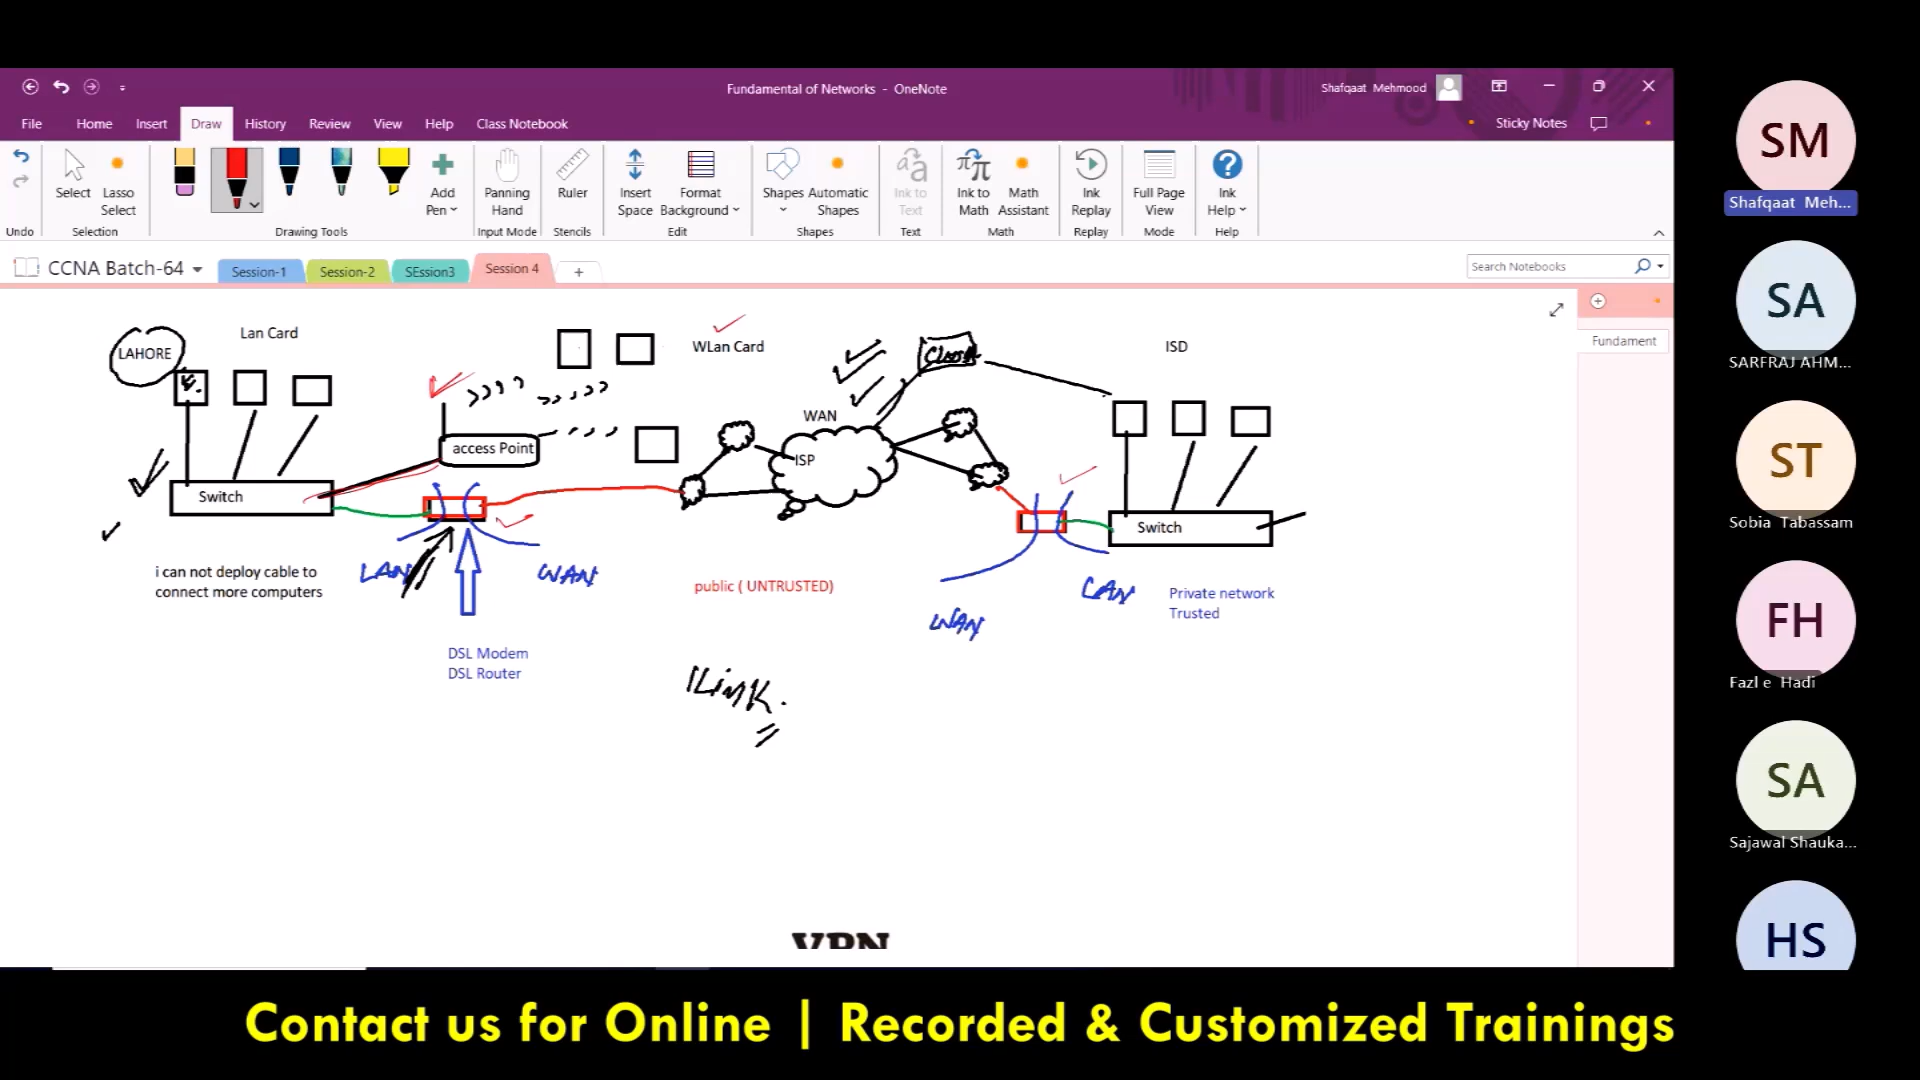 Fundamental of Networks - OneNote
Shafqaat Mehmood
File
Home
Insert
Draw
History
Review
View
Help
Class Notebook
Sticky Notes
Select
Lasso
Select
Add
Pen
Panning
Hand
Ruler
Insert
Space
Format
Background
Shapes
Automatic
Shapes
Ink to
Text
Ink to
Math
Math
Assistant
Ink
Replay
Full Page
View
Ink
Help
Undo
Selection
Drawing Tools
Input Mode
Stencils
Edit
Shapes
Text
Math
Replay
Mode
Help
CCNA Batch-64
Session-1
Session-2
SEssion3
Session 4
Search Notebooks
Fundament
LAHORE
Lan Card
WLan Card
ISD
WAN
ISP
access Point
Switch
Switch
i can not deploy cable to
connect more computers
LAN
WAN
public ( UNTRUSTED)
WAN
LAN
Private network
Trusted
DSL Modem
DSL Router
VPN
SM
Shafqaat Meh...
SA
SARFRAJ AHM...
ST
Sobia Tabassam
FH
Fazl e Hadi
SA
Sajawal Shauka...
HS
Contact us for Online | Recorded & Customized Trainings